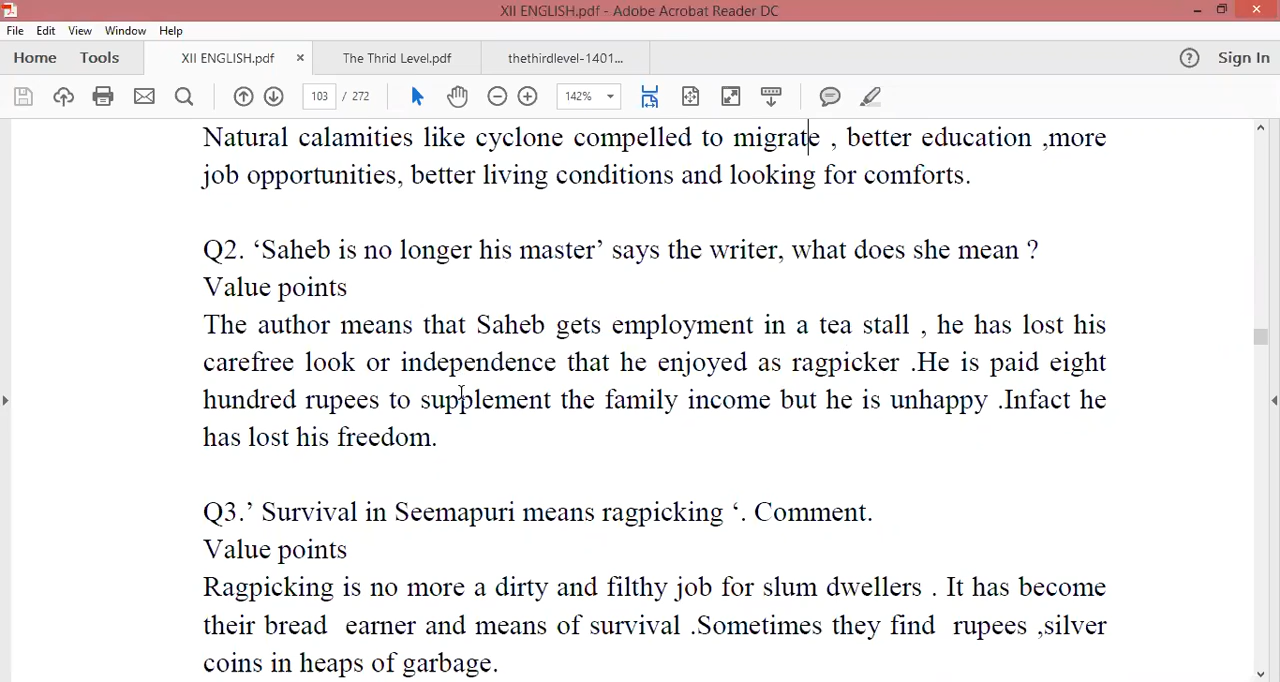 XII ENGLISH.pdf - Adobe Acrobat Reader DC
File Edit View Window Help
Home Tools XII ENGLISH.pdf × The Thrid Level.pdf thethirdlevel-1401... ? Sign In
103 / 272 142%
Natural calamities like cyclone compelled to migrate , better education ,more
job opportunities, better living conditions and looking for comforts.
Q2. ‘Saheb is no longer his master’ says the writer, what does she mean ?
Value points
The author means that Saheb gets employment in a tea stall , he has lost his
carefree look or independence that he enjoyed as ragpicker .He is paid eight
hundred rupees to supplement the family income but he is unhappy .Infact he
has lost his freedom.
Q3.’ Survival in Seemapuri means ragpicking ‘. Comment.
Value points
Ragpicking is no more a dirty and filthy job for slum dwellers . It has become
their bread earner and means of survival .Sometimes they find rupees ,silver
coins in heaps of garbage.